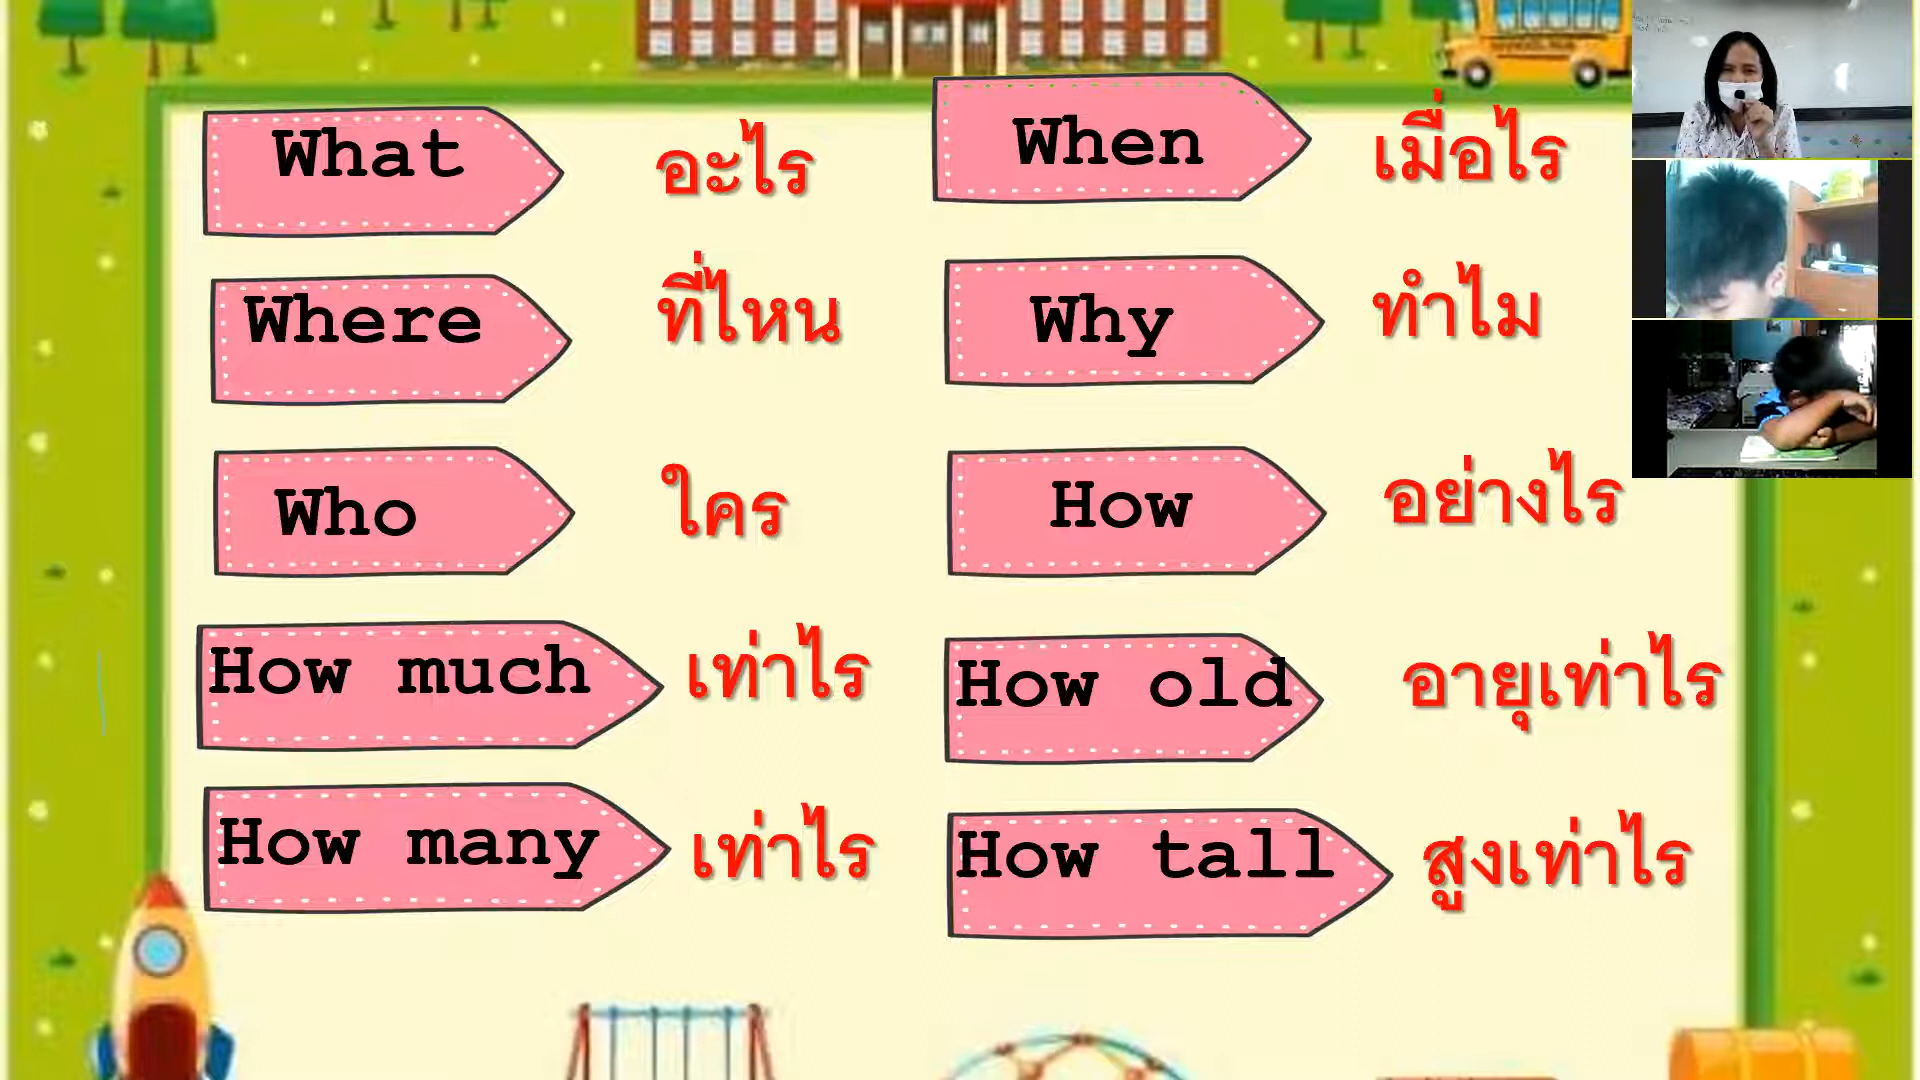 What
อะไร
When
เมื่อไร
Where
ที่ไหน
Why
ทำไม
Who
ใคร
How
อย่างไร
How much
เท่าไร
How old
อายุเท่าไร
How many
เท่าไร
How tall
สูงเท่าไร